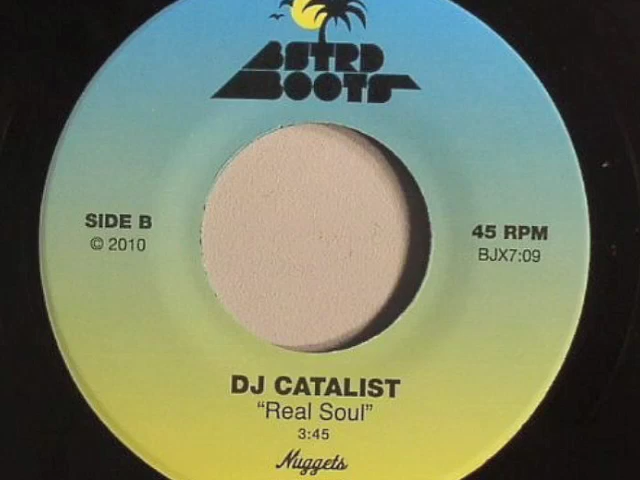 BSTRD
BOOTS
SIDE B
© 2010
45 RPM
BJX7:09
DJ CATALIST
"Real Soul"
3:45
Nuggets